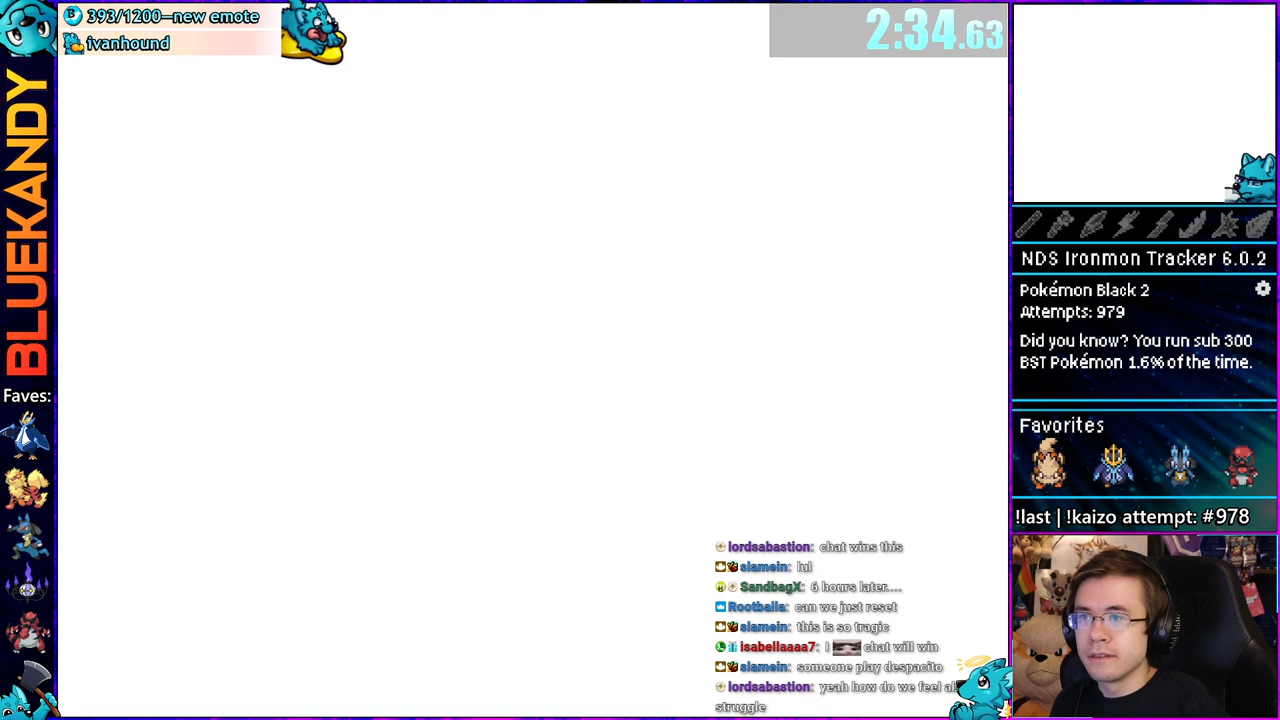 393/1200—new emote
ivanhound
2:34.63
BLUEKANDY
Faves:
NDS Ironmon Tracker 6.0.2
Pokémon Black 2
Attempts: 979
Did you know? You run sub 300
BST Pokémon 1.6% of the time.
Favorites
!last | !kaizo attempt: #978
lordsabastion: chat wins this
slamein: lul
SandbagX: 6 hours later....
Rootballa: can we just reset
slamein: this is so tragic
isabellaaaa7: I chat will win
slamein: someone play despacito
lordsabastion: yeah how do we feel
struggle